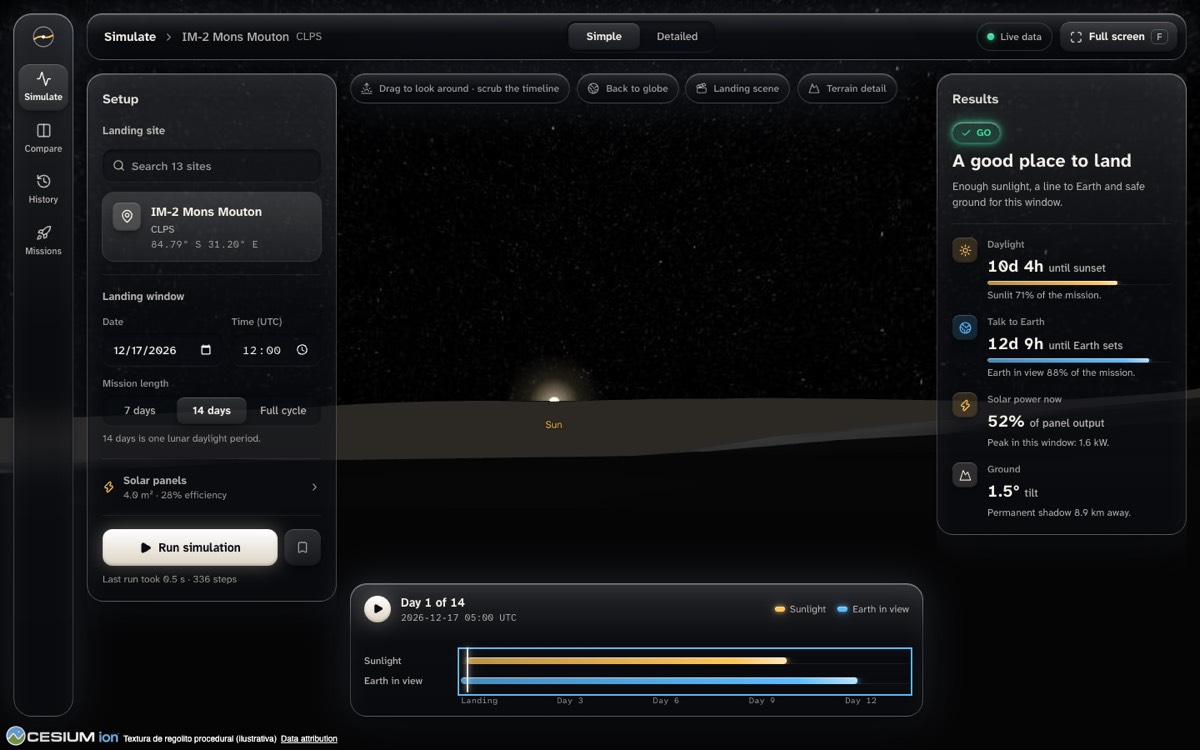 Simulate > IM-2 Mons Mouton CLPS
Simple
Detailed
Live data
Full screen F
Simulate
Compare
History
Missions
Setup
Landing site
Search 13 sites
IM-2 Mons Mouton
CLPS
84.79° S 31.20° E
Landing window
Date
Time (UTC)
12/17/2026
12:00
Mission length
7 days
14 days
Full cycle
14 days is one lunar daylight period.
Solar panels
4.0 m² · 28% efficiency
Run simulation
Last run took 0.5 s · 336 steps
Drag to look around · scrub the timeline
Back to globe
Landing scene
Terrain detail
Sun
Day 1 of 14
2026-12-17 05:00 UTC
Sunlight
Earth in view
Sunlight
Earth in view
Landing
Day 3
Day 6
Day 9
Day 12
Results
GO
A good place to land
Enough sunlight, a line to Earth and safe
ground for this window.
Daylight
10d 4h until sunset
Sunlit 71% of the mission.
Talk to Earth
12d 9h until Earth sets
Earth in view 88% of the mission.
Solar power now
52% of panel output
Peak in this window: 1.6 kW.
Ground
1.5° tilt
Permanent shadow 8.9 km away.
CESIUM ion Textura de regolito procedural (ilustrativa) Data attribution